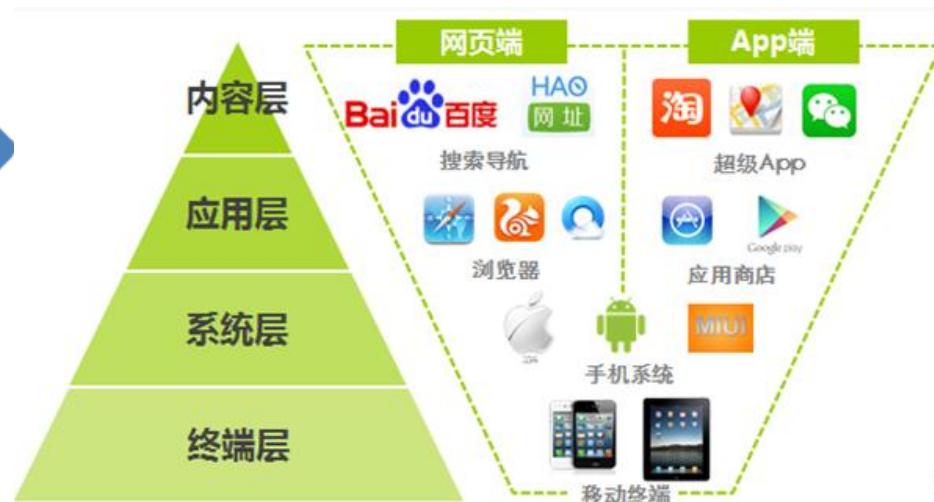 网页端
App端
内容层
Bai du 百度
HAO
网址
淘
搜索导航
超级App
应用层
Google play
浏览器
应用商店
系统层
MIUI
手机系统
终端层
移动终端